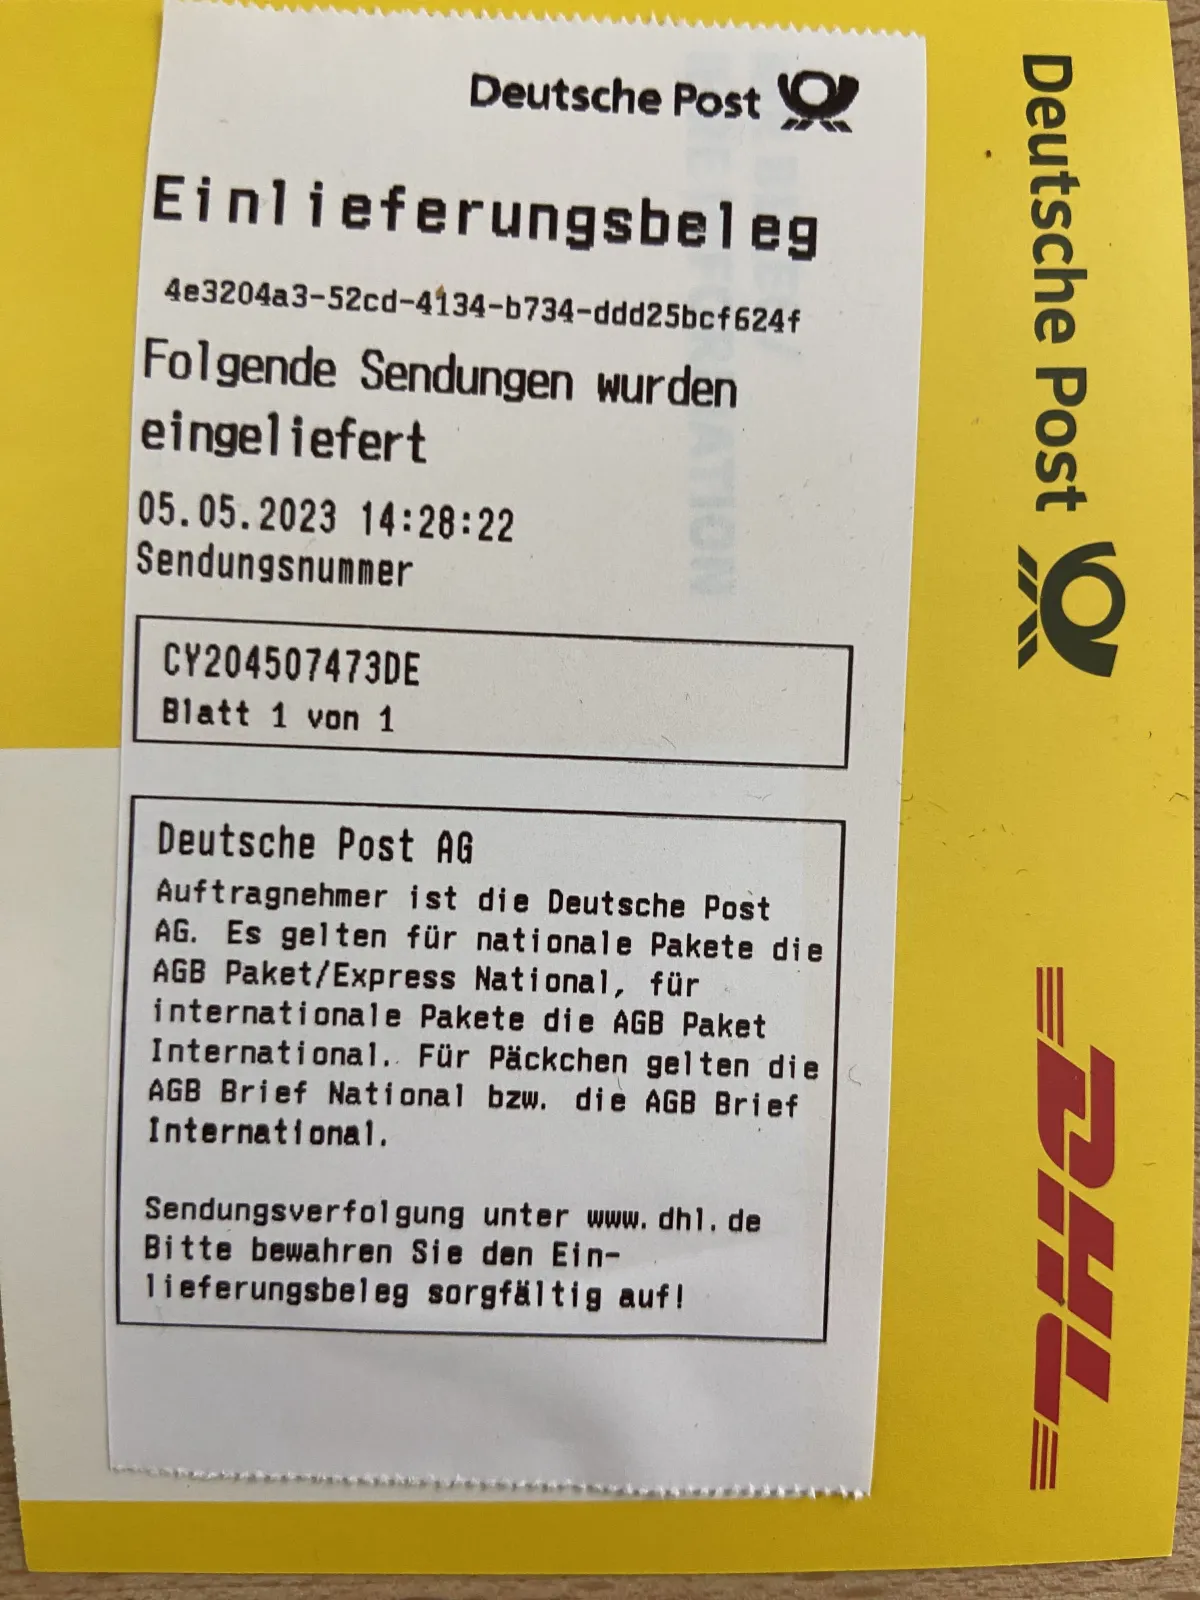 Deutsche Post
Einlieferungsbeleg
4e3204a3-52cd-4134-b734-ddd25bcf624f
Folgende Sendungen wurden
eingeliefert
05.05.2023 14:28:22
Sendungsnummer
CY204507473DE
Blatt 1 von 1
Deutsche Post AG
Auftragnehmer ist die Deutsche Post
AG. Es gelten für nationale Pakete die
AGB Paket/Express National, für
internationale Pakete die AGB Paket
International. Für Päckchen gelten die
AGB Brief National bzw. die AGB Brief
International.
Sendungsverfolgung unter www.dhl.de
Bitte bewahren Sie den Ein-
lieferungsbeleg sorgfältig auf!
Deutsche Post
DHL